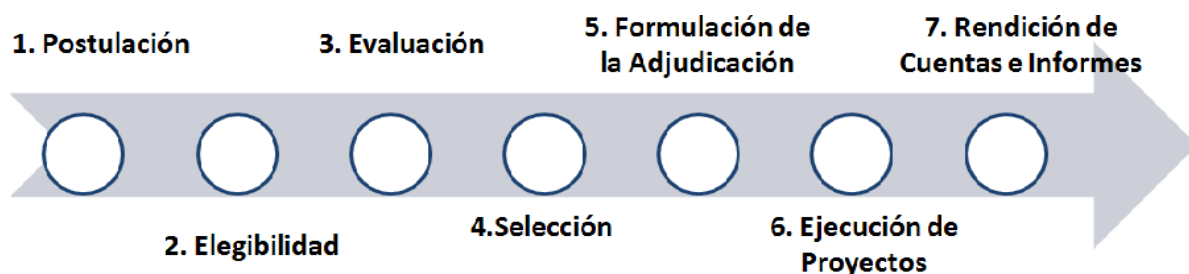 1. Postulación
2. Elegibilidad
3. Evaluación
4.Selección
5. Formulación de
la Adjudicación
6. Ejecución de
Proyectos
7. Rendición de
Cuentas e Informes